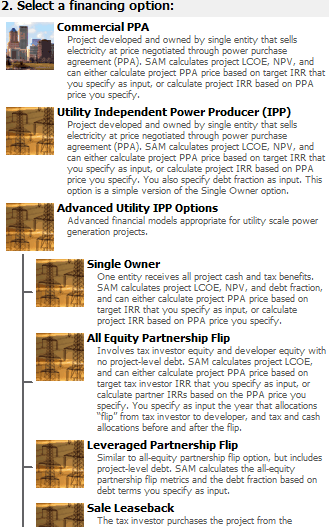 2. Select a financing option:
Commercial PPA
Project developed and owned by single entity that sells
electricity at price negotiated through power purchase
agreement (PPA). SAM calculates project LCOE, NPV, and
can either calculate project PPA price based on target IRR that
you specify as input, or calculate project IRR based on PPA
price you specify.
Utility Independent Power Producer (IPP)
Project developed and owned by single entity that sells
electricity at price negotiated through power purchase
agreement (PPA). SAM calculates project LCOE, NPV, and
can either calculate project PPA price based on target IRR that
you specify as input, or calculate project IRR based on PPA
price you specify. You also specify debt fraction as input. This
option is a simple version of the Single Owner option.
Advanced Utility IPP Options
Advanced financial models appropriate for utility scale power
generation projects.
Single Owner
One entity receives all project cash and tax benefits.
SAM calculates project LCOE, NPV, and debt fraction,
and can either calculate project PPA price based on
target IRR that you specify as input, or calculate
project IRR based on PPA price you specify.
All Equity Partnership Flip
Involves tax investor equity and developer equity with
no project-level debt. SAM calculates project LCOE,
and can either calculate project PPA price based on
target tax investor IRR that you specify as input, or
calculate partner IRRs based on the PPA price you
specify. You specify as input the year that allocations
"flip" from tax investor to developer, and tax and cash
allocations before and after the flip.
Leveraged Partnership Flip
Similar to all-equity partnership flip option, but includes
project-level debt. SAM calculates the all-equity
partnership flip metrics and the debt fraction based on
debt terms you specify as input.
Sale Leaseback
The tax investor purchases the project from the